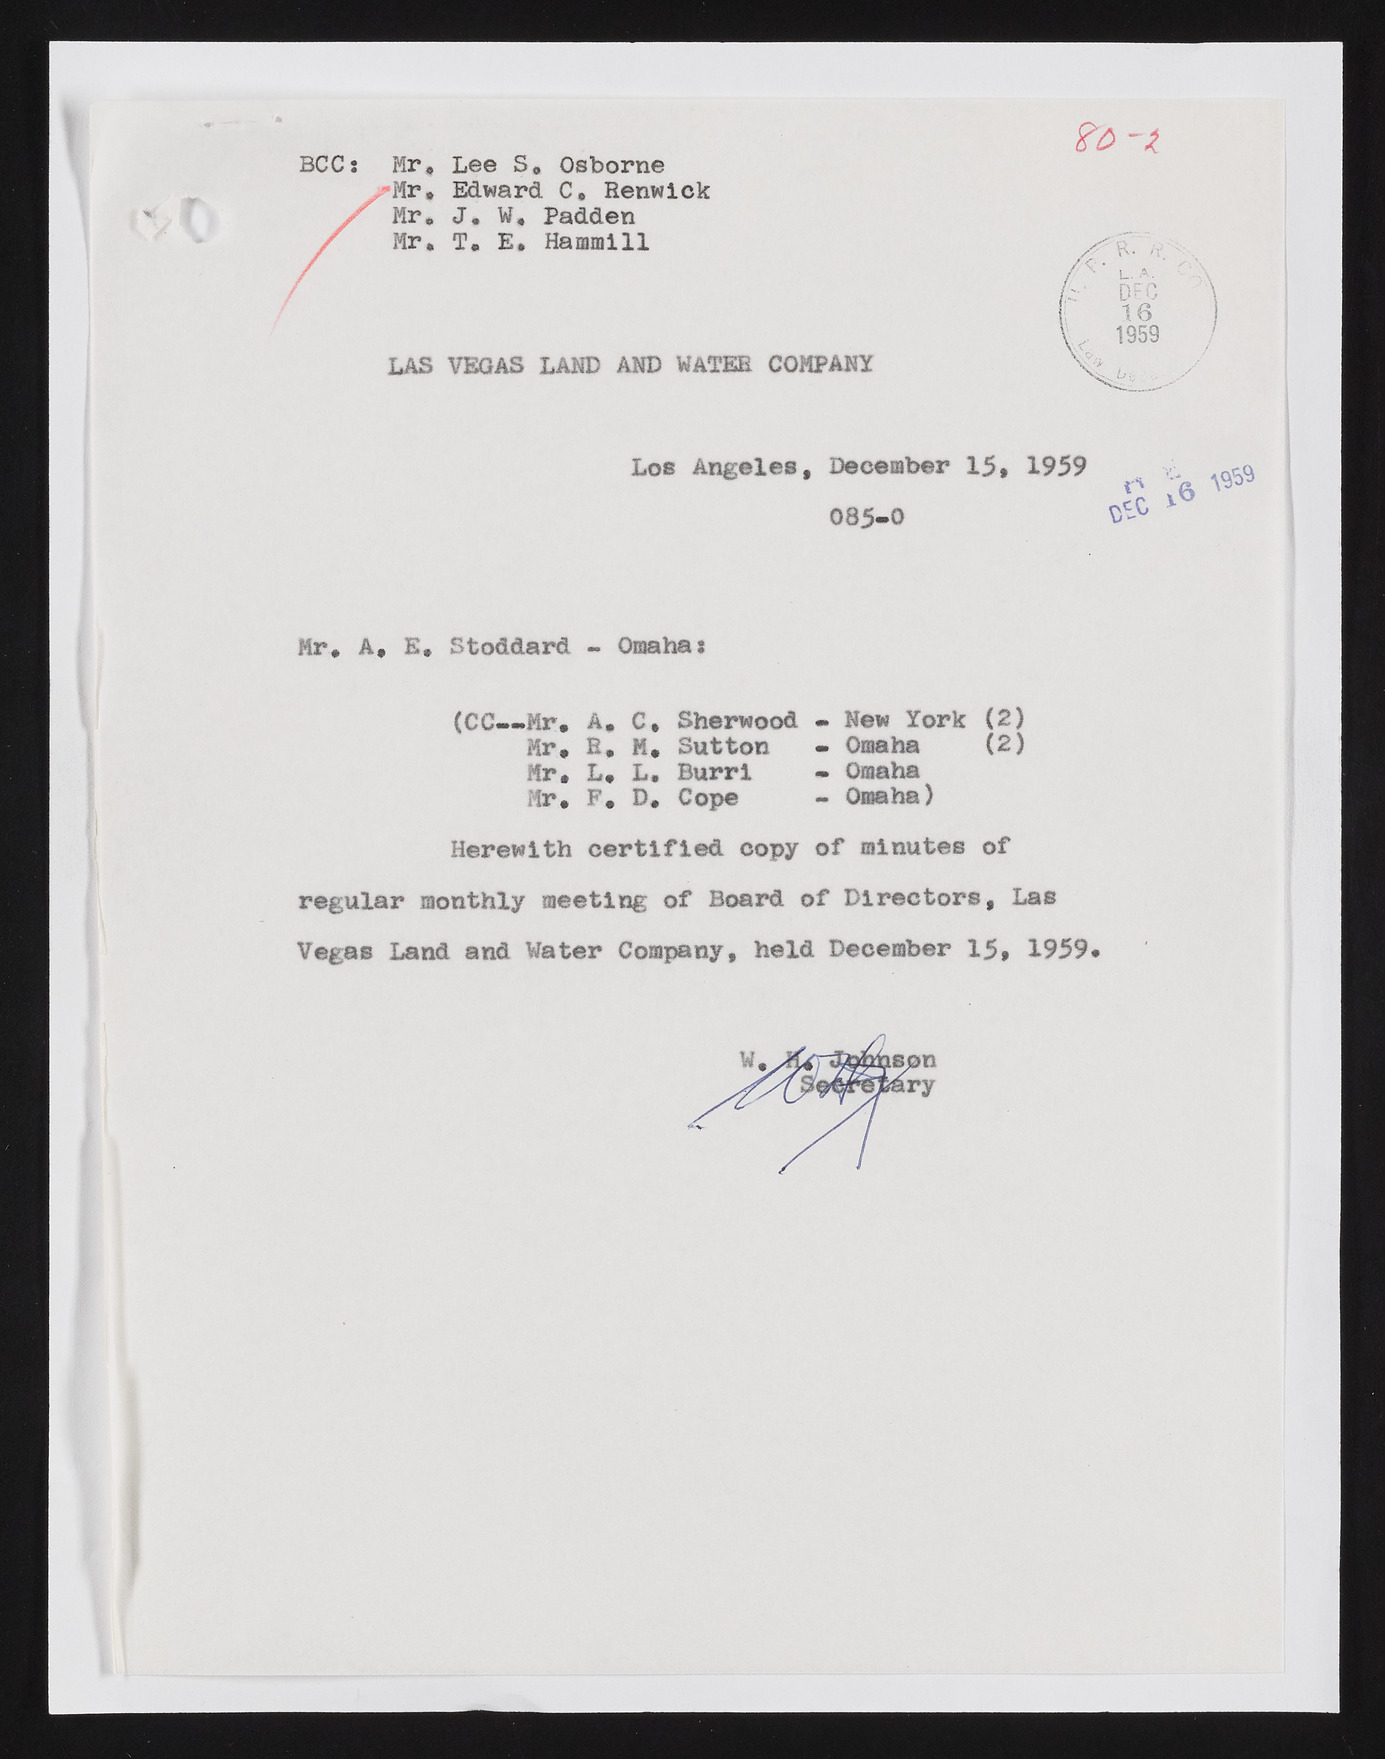 80-2
BCC: Mr. Lee S. Osborne
Mr. Edward C. Renwick
Mr. J. W. Padden
Mr. T. E. Hammill
U. P. R. R. CO.
L.A.
DEC
16
1959
Law Dept.
LAS VEGAS LAND AND WATER COMPANY
Los Angeles, December 15, 1959
DEC 16 1959
085-0
Mr. A. E. Stoddard - Omaha:
(CC--Mr. A. C. Sherwood - New York (2)
Mr. R. M. Sutton - Omaha (2)
Mr. L. L. Burri - Omaha
Mr. F. D. Cope - Omaha)
Herewith certified copy of minutes of
regular monthly meeting of Board of Directors, Las
Vegas Land and Water Company, held December 15, 1959.
W. H. Johnson
Secretary